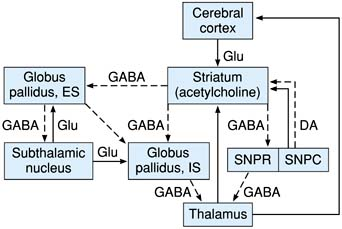 Cerebral
cortex
Glu
Globus
pallidus, ES
GABA
Striatum
(acetylcholine)
GABA
Glu
GABA
GABA
DA
Subthalamic
nucleus
Glu
Globus
pallidus, IS
SNPR
SNPC
GABA
GABA
Thalamus